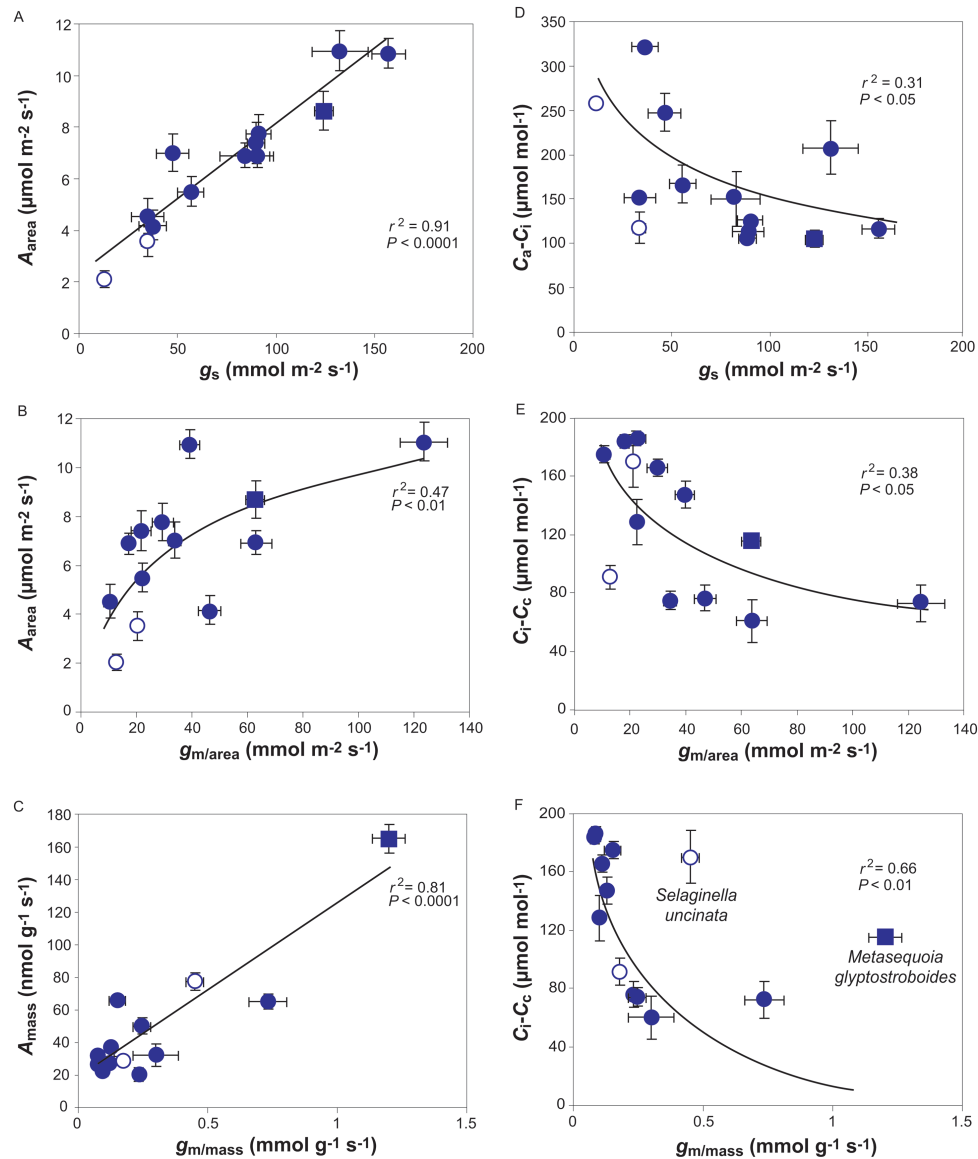 A
12
10
8
6
4
2
0
A area (µmol m-2 s-1)
r2 = 0.91
P < 0.0001
0 50 100 150 200
gs (mmol m-2 s-1)
D
350
300
250
200
150
100
50
0
Ca-Ci (µmol mol-1)
r2 = 0.31
P < 0.05
0 50 100 150 200
gs (mmol m-2 s-1)
B
12
10
8
6
4
2
0
A area (µmol m-2 s-1)
r2= 0.47
P < 0.01
0 20 40 60 80 100 120 140
gm/area (mmol m-2 s-1)
E
200
160
120
80
40
0
Ci-Cc (µmol mol-1)
r2 = 0.38
P < 0.05
0 20 40 60 80 100 120 140
gm/area (mmol m-2 s-1)
C
180
160
140
120
100
80
60
40
20
0
A mass (nmol g-1 s-1)
r2= 0.81
P < 0.0001
0 0.5 1 1.5
gm/mass (mmol g-1 s-1)
F
200
160
120
80
40
0
Ci-Cc (µmol mol-1)
r2 = 0.66
P < 0.01
Selaginella
uncinata
Metasequoia
glyptostroboides
0 0.5 1 1.5
gm/mass (mmol g-1 s-1)